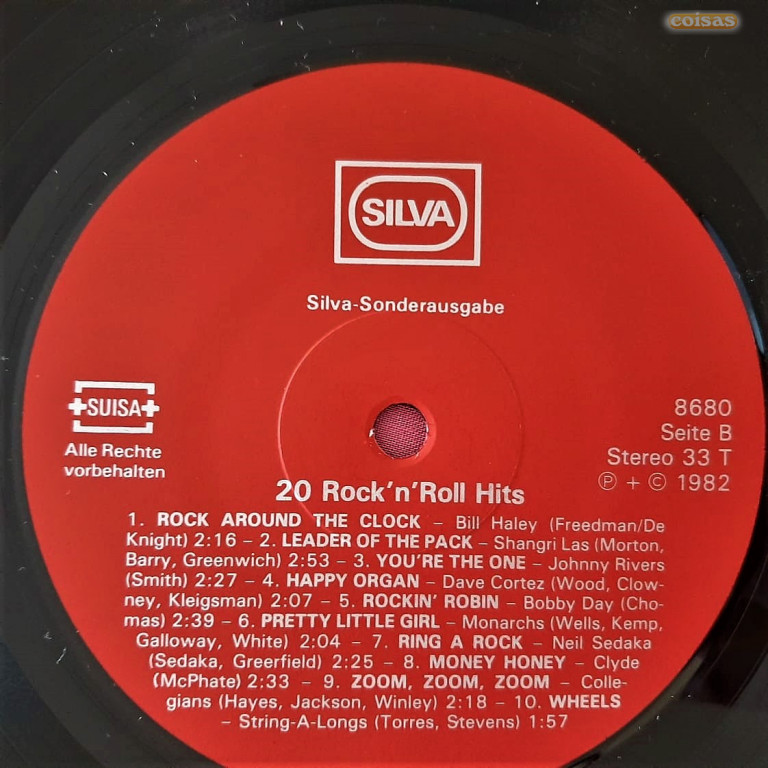 coisas
SILVA
Silva-Sonderausgabe
+SUISA+
Alle Rechte
vorbehalten
8680
Seite B
Stereo 33 T
℗ + © 1982
20 Rock'n'Roll Hits
1. ROCK AROUND THE CLOCK – Bill Haley (Freedman/De
Knight) 2:16 – 2. LEADER OF THE PACK – Shangri Las (Morton,
Barry, Greenwich) 2:53 – 3. YOU'RE THE ONE – Johnny Rivers
(Smith) 2:27 – 4. HAPPY ORGAN – Dave Cortez (Wood, Clow-
ney, Kleigsman) 2:07 – 5. ROCKIN' ROBIN – Bobby Day (Cho-
mas) 2:39 – 6. PRETTY LITTLE GIRL – Monarchs (Wells, Kemp,
Galloway, White) 2:04 – 7. RING A ROCK – Neil Sedaka
(Sedaka, Greerfield) 2:25 – 8. MONEY HONEY – Clyde
(McPhate) 2:33 – 9. ZOOM, ZOOM, ZOOM – Colle-
gians (Hayes, Jackson, Winley) 2:18 – 10. WHEELS
– String-A-Longs (Torres, Stevens) 1:57